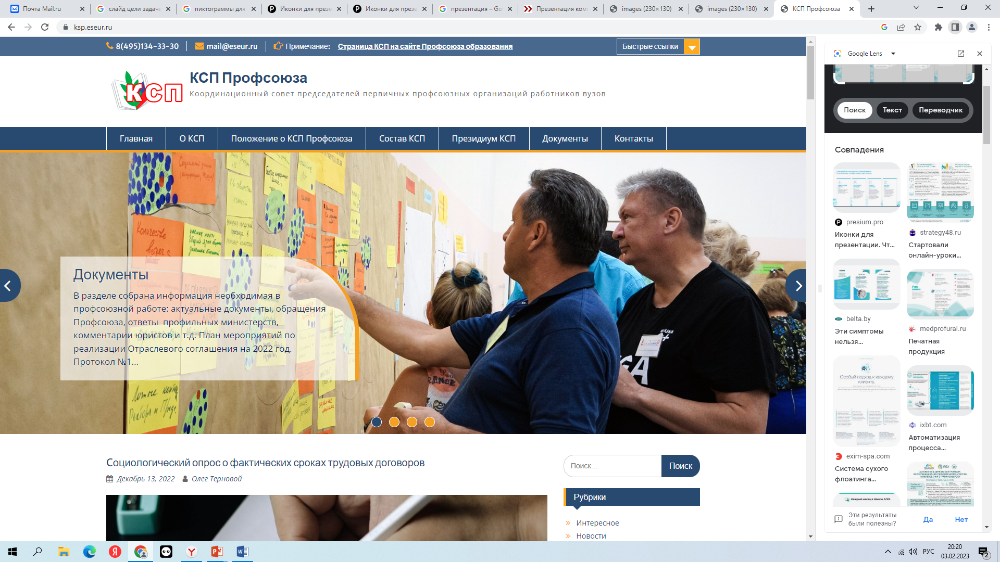 Почта Mail.ru
слайд цели задачи
пиктограммы для
Иконки для презе
Иконки для презе
презентация – Go
Презентация комп
images (230×130)
images (230×130)
КСП Профсоюза
ksp.eseur.ru
8(495)134-33-30
mail@eseur.ru
Примечание:
Страница КСП на сайте Профсоюза образования
Быстрые ссылки
КСП
КСП Профсоюза
Координационный совет председателей первичных профсоюзных организаций работников вузов
Главная
О КСП
Положение о КСП Профсоюза
Состав КСП
Президиум КСП
Документы
Контакты
Документы
В разделе собрана информация необходимая в
профсоюзной работе: актуальные документы, обращения
Профсоюза, ответы профильных министерств,
комментарии юристов и т.д. План мероприятий по
реализации Отраслевого соглашения на 2022 год.
Протокол №1...
Социологический опрос о фактических сроках трудовых договоров
Декабрь 13, 2022
Олег Терновой
Поиск...
Поиск
Рубрики
Интересное
Новости
Google Lens
Поиск
Текст
Переводчик
Совпадения
presium.pro
Иконки для
презентации. Чт...
strategy48.ru
Стартовали
онлайн-уроки...
belta.by
Эти симптомы
нельзя...
medprofural.ru
Печатная
продукция
Особый подход к каждому
клиенту.
exim-spa.com
Система сухого
флоатинга...
ixbt.com
Автоматизация
процесса...
Эти результаты
были полезны?
Да
Нет
РУС
20:20
03.02.2023
2